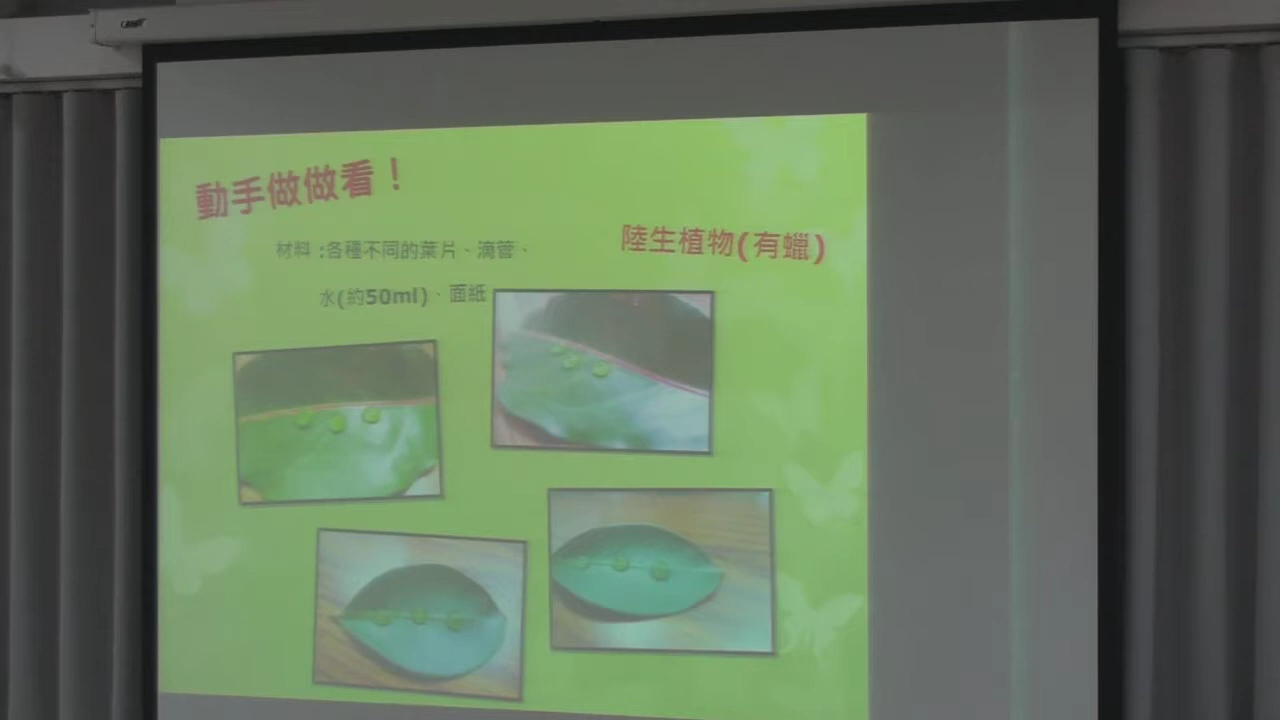 動手做做看！
材料：各種不同的葉片、滴管、
水(約50ml)、面紙
陸生植物(有蠟)